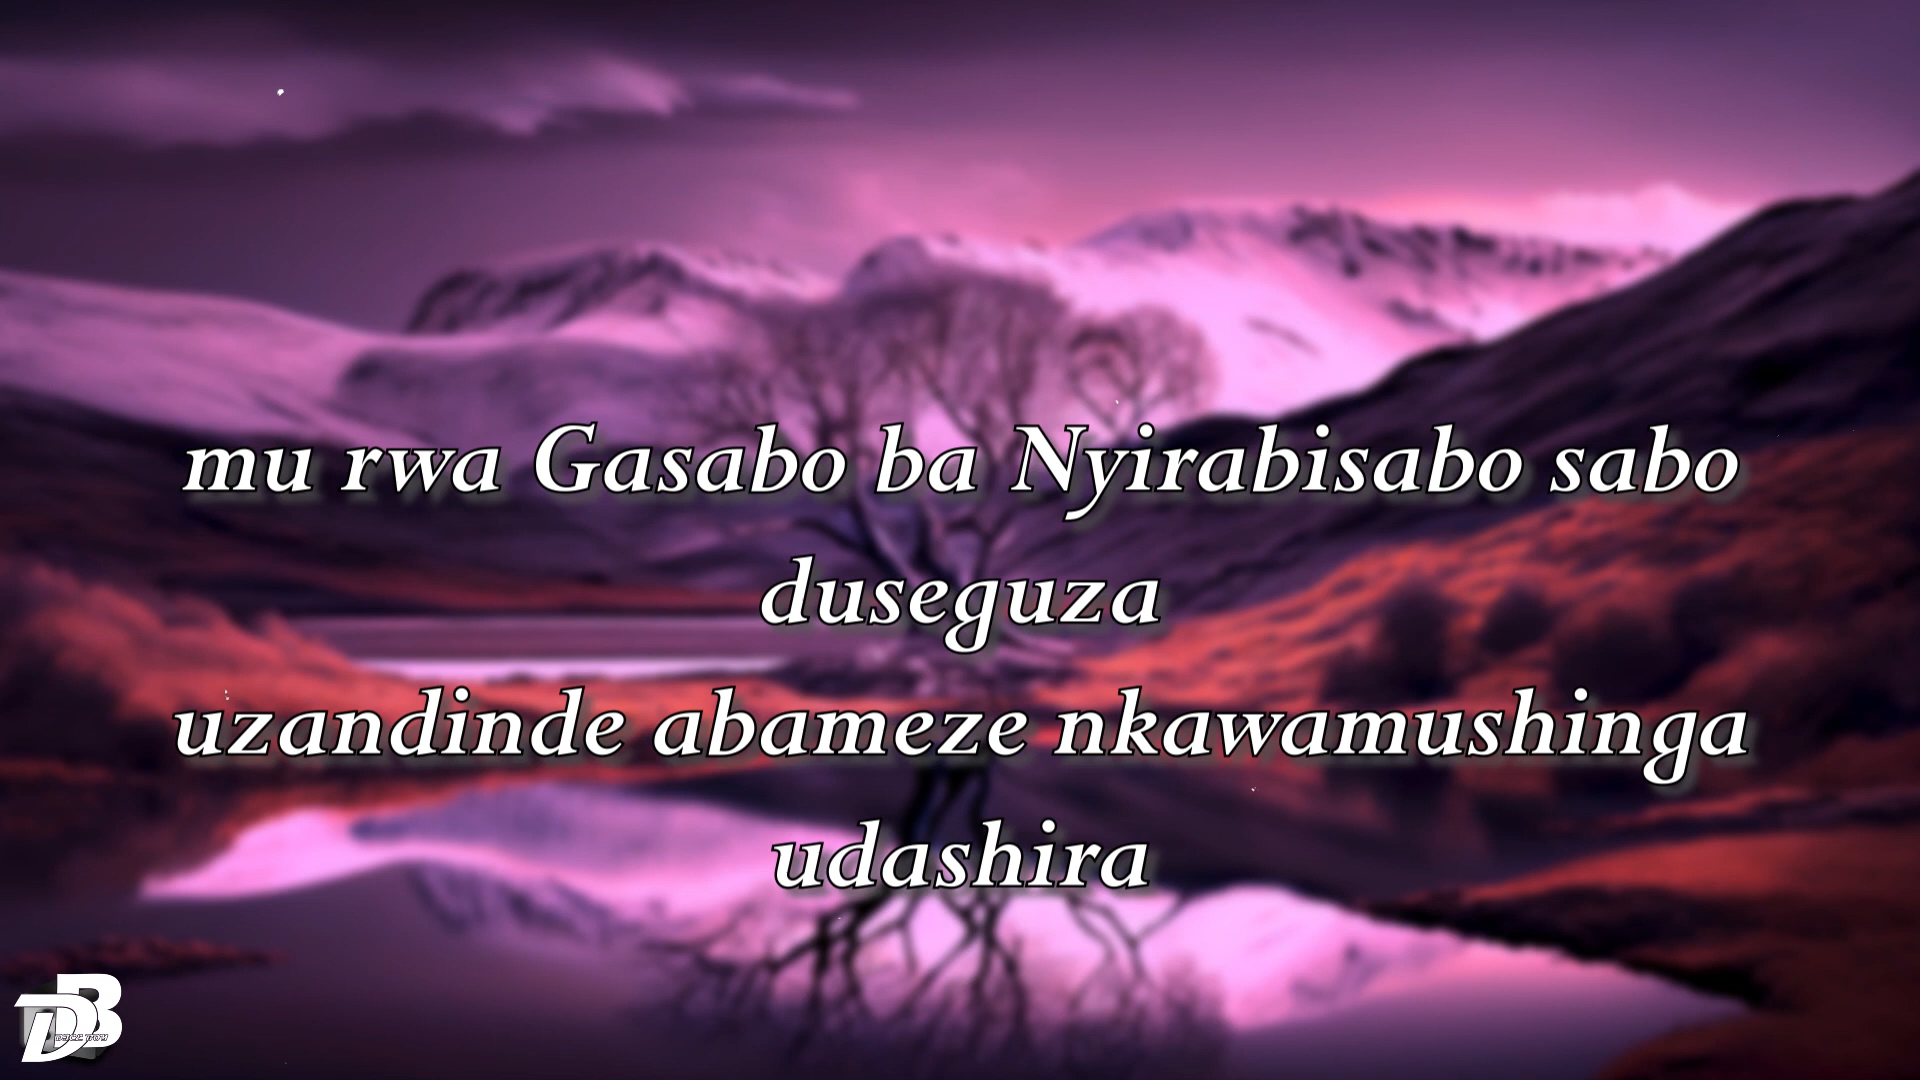 mu rwa Gasabo ba Nyirabisabo sabo
duseguza
uzandinde abameze nkawamushinga
udashira